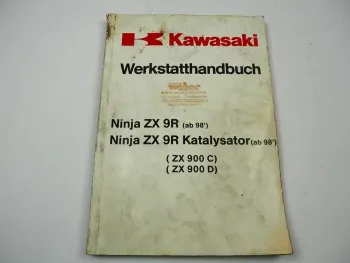 Kawasaki
Werkstatthandbuch
Ninja ZX 9R (ab 98')
Ninja ZX 9R Katalysator (ab 98')
( ZX 900 C)
( ZX 900 D)